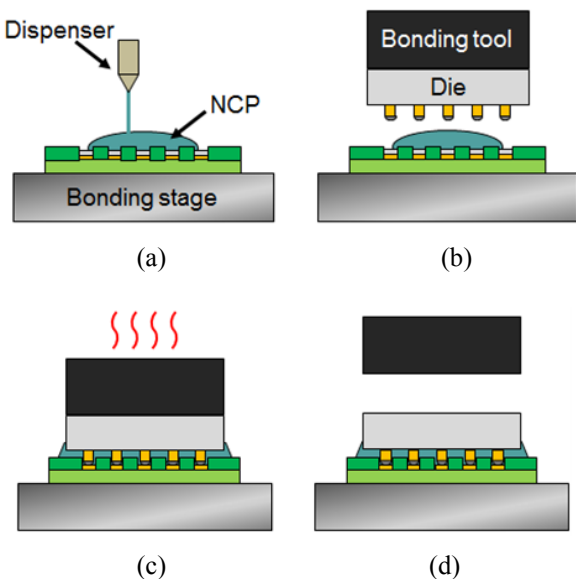 Dispenser
NCP
Bonding stage
(a)
Bonding tool
Die
(b)
(c)
(d)